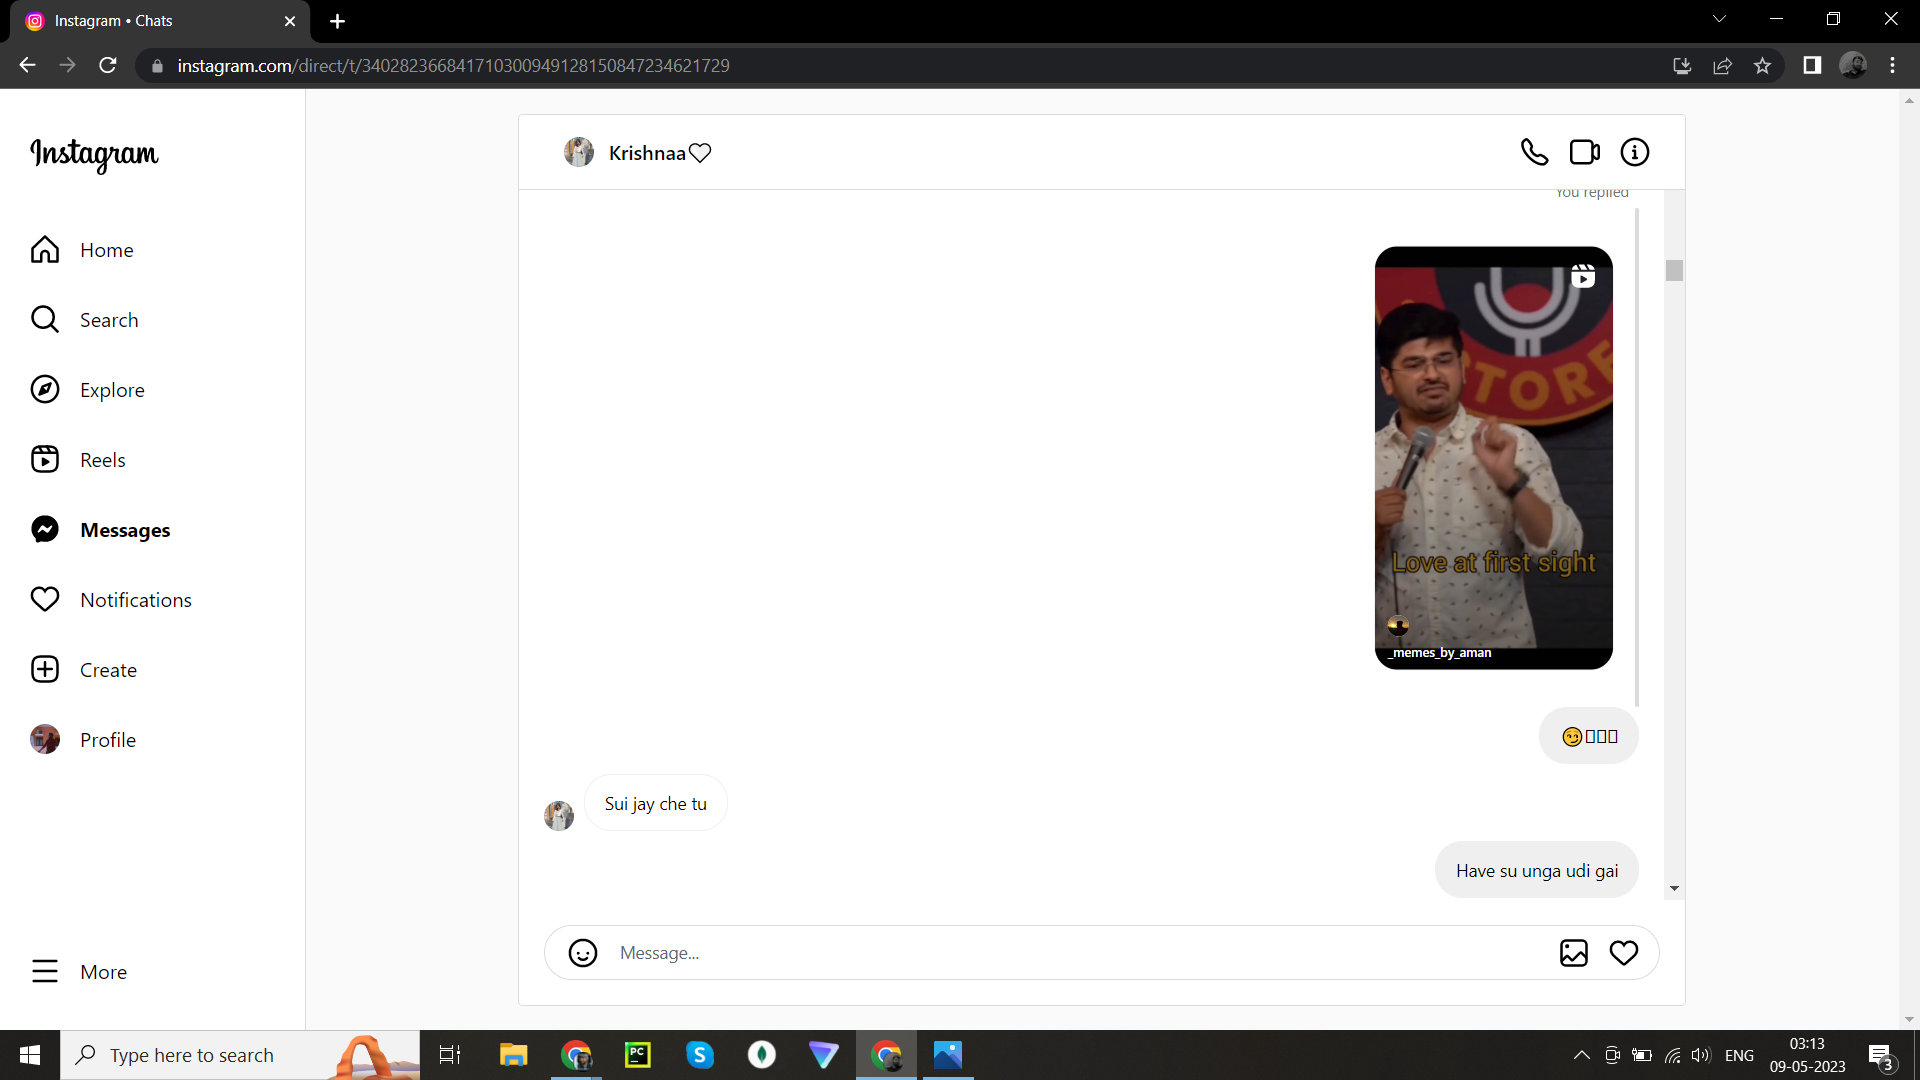 Instagram • Chats
instagram.com/direct/t/340282366841710300949128150847234621729
Instagram
Home
Search
Explore
Reels
Messages
Notifications
Create
Profile
More
Krishnaa♡
You replied
TORE
Love at first sight
_memes_by_aman
😏▯▯▯
Sui jay che tu
Have su unga udi gai
Message...
Type here to search
PC
S
ENG
03:13
09-05-2023
3